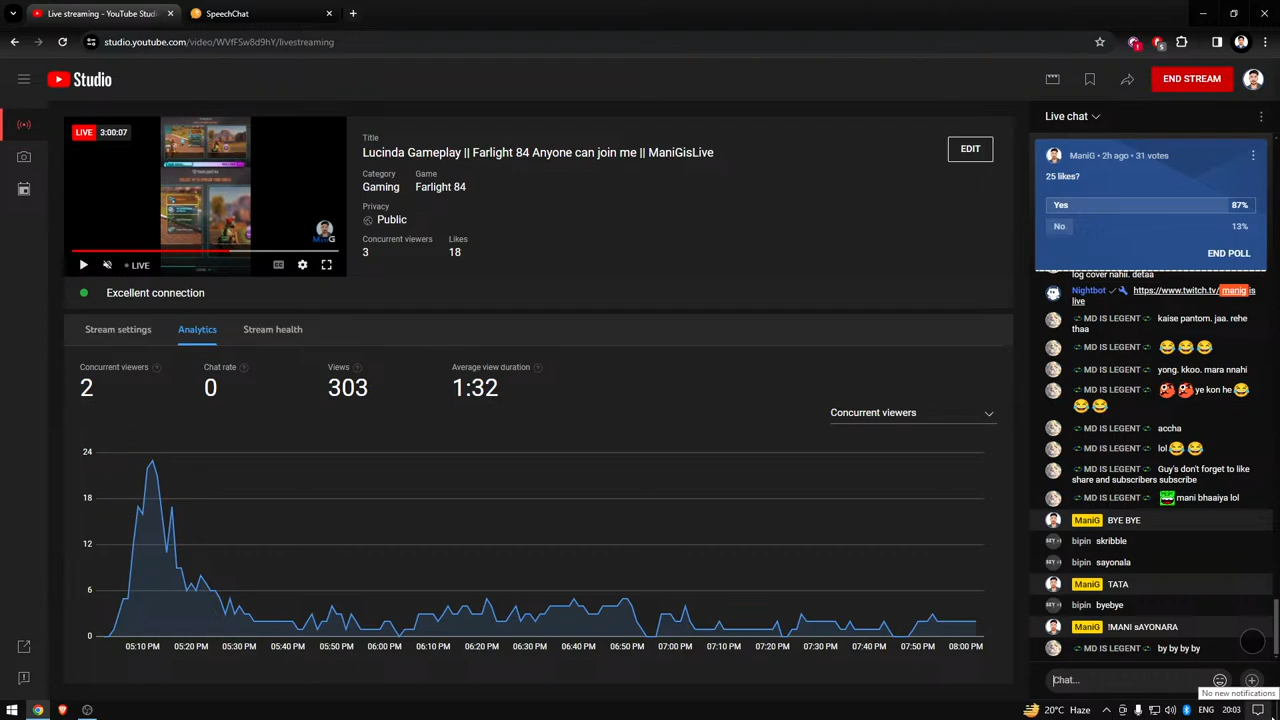 Live streaming - YouTube Studi
SpeechChat
studio.youtube.com/video/WVfFSw8d9hY/livestreaming
Studio
END STREAM
LIVE 3:00:07
LIVE
ManiG
Title
Lucinda Gameplay || Farlight 84 Anyone can join me || ManiGisLive
EDIT
Category Game
Gaming Farlight 84
Privacy
Public
Concurrent viewers Likes
3 18
Excellent connection
Stream settings Analytics Stream health
Concurrent viewers Chat rate Views Average view duration
2 0 303 1:32
Concurrent viewers
24
18
12
6
0
05:10 PM 05:20 PM 05:30 PM 05:40 PM 05:50 PM 06:00 PM 06:10 PM 06:20 PM 06:30 PM 06:40 PM 06:50 PM 07:00 PM 07:10 PM 07:20 PM 07:30 PM 07:40 PM 07:50 PM 08:00 PM
Live chat
ManiG • 2h ago • 31 votes
25 likes?
Yes 87%
No 13%
END POLL
log cover nahii. detaa
Nightbot https://www.twitch.tv/manigis
live
MD IS LEGENT kaise pantom. jaa. rehe
thaa
MD IS LEGENT 😂😂😂
MD IS LEGENT yong. kkoo. mara nnahi
MD IS LEGENT ye kon he 😂
😂😂
MD IS LEGENT accha
MD IS LEGENT lol 😂😂
MD IS LEGENT Guy's don't forget to like
share and subscribers subscribe
MD IS LEGENT mani bhaaiya lol
ManiG BYE BYE
bipin skribble
bipin sayonala
ManiG TATA
bipin byebye
ManiG !MANI sAYONARA
MD IS LEGENT by by by by
Chat...
No new notifications
20°C Haze ENG 20:03